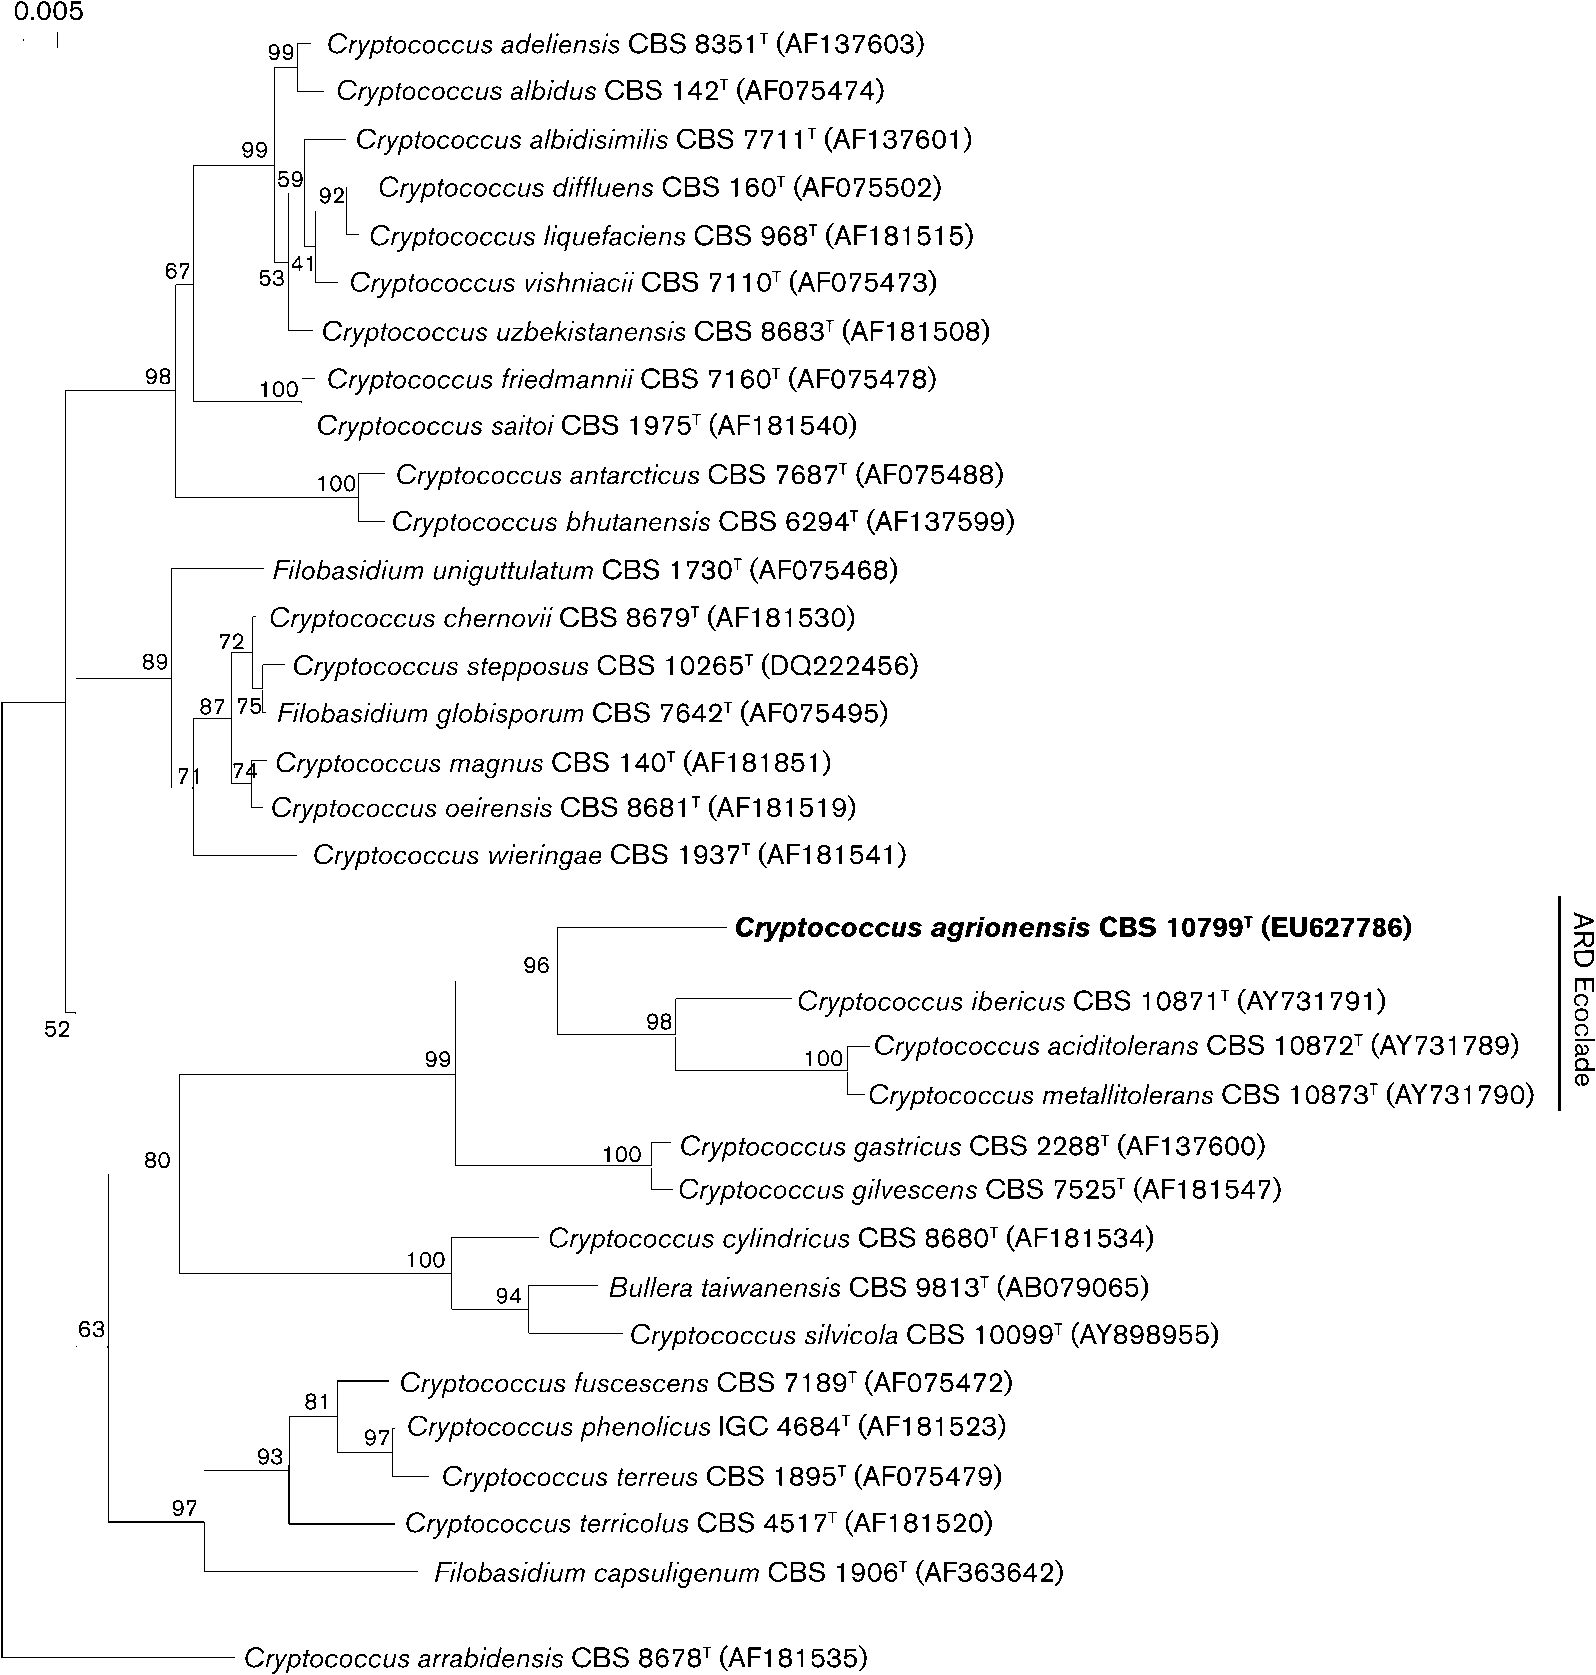 0.005
99
Cryptococcus adeliensis CBS 8351ᵀ (AF137603)
Cryptococcus albidus CBS 142ᵀ (AF075474)
99
Cryptococcus albidisimilis CBS 7711ᵀ (AF137601)
59
92
Cryptococcus diffluens CBS 160ᵀ (AF075502)
Cryptococcus liquefaciens CBS 968ᵀ (AF181515)
67
53
41
Cryptococcus vishniacii CBS 7110ᵀ (AF075473)
Cryptococcus uzbekistanensis CBS 8683ᵀ (AF181508)
98
100
Cryptococcus friedmannii CBS 7160ᵀ (AF075478)
Cryptococcus saitoi CBS 1975ᵀ (AF181540)
100
Cryptococcus antarcticus CBS 7687ᵀ (AF075488)
Cryptococcus bhutanensis CBS 6294ᵀ (AF137599)
Filobasidium uniguttulatum CBS 1730ᵀ (AF075468)
Cryptococcus chernovii CBS 8679ᵀ (AF181530)
72
89
Cryptococcus stepposus CBS 10265ᵀ (DQ222456)
87
75
Filobasidium globisporum CBS 7642ᵀ (AF075495)
71
74
Cryptococcus magnus CBS 140ᵀ (AF181851)
Cryptococcus oeirensis CBS 8681ᵀ (AF181519)
Cryptococcus wieringae CBS 1937ᵀ (AF181541)
Cryptococcus agrionensis CBS 10799ᵀ (EU627786)
ARD Ecoclade
96
Cryptococcus ibericus CBS 10871ᵀ (AY731791)
52
98
Cryptococcus aciditolerans CBS 10872ᵀ (AY731789)
99
100
Cryptococcus metallitolerans CBS 10873ᵀ (AY731790)
80
100
Cryptococcus gastricus CBS 2288ᵀ (AF137600)
Cryptococcus gilvescens CBS 7525ᵀ (AF181547)
Cryptococcus cylindricus CBS 8680ᵀ (AF181534)
100
Bullera taiwanensis CBS 9813ᵀ (AB079065)
94
Cryptococcus silvicola CBS 10099ᵀ (AY898955)
63
Cryptococcus fuscescens CBS 7189ᵀ (AF075472)
81
Cryptococcus phenolicus IGC 4684ᵀ (AF181523)
97
93
Cryptococcus terreus CBS 1895ᵀ (AF075479)
97
Cryptococcus terricolus CBS 4517ᵀ (AF181520)
Filobasidium capsuligenum CBS 1906ᵀ (AF363642)
Cryptococcus arrabidensis CBS 8678ᵀ (AF181535)